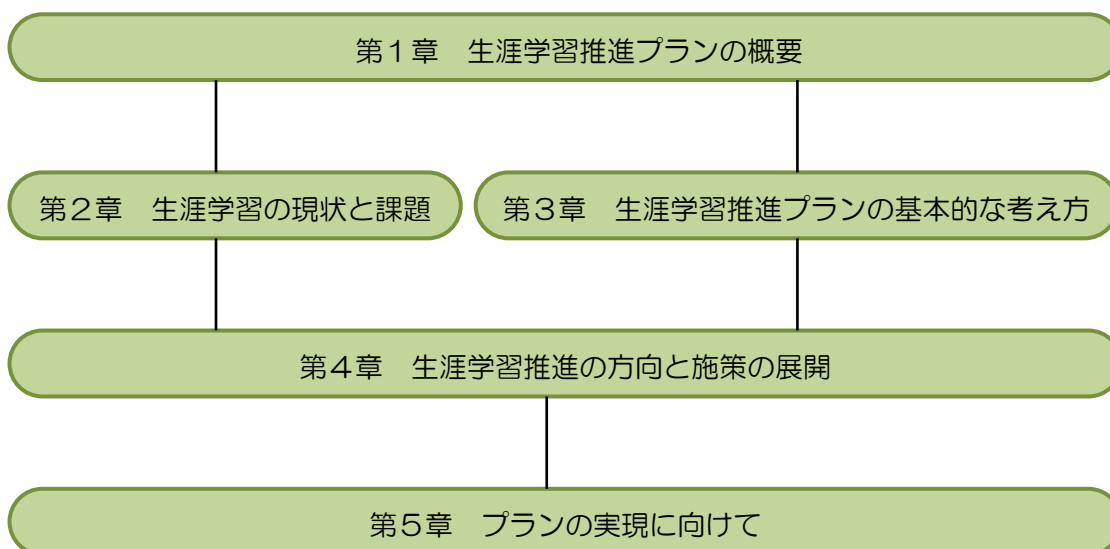 第１章　生涯学習推進プランの概要
第２章　生涯学習の現状と課題
第３章　生涯学習推進プランの基本的な考え方
第４章　生涯学習推進の方向と施策の展開
第５章　プランの実現に向けて